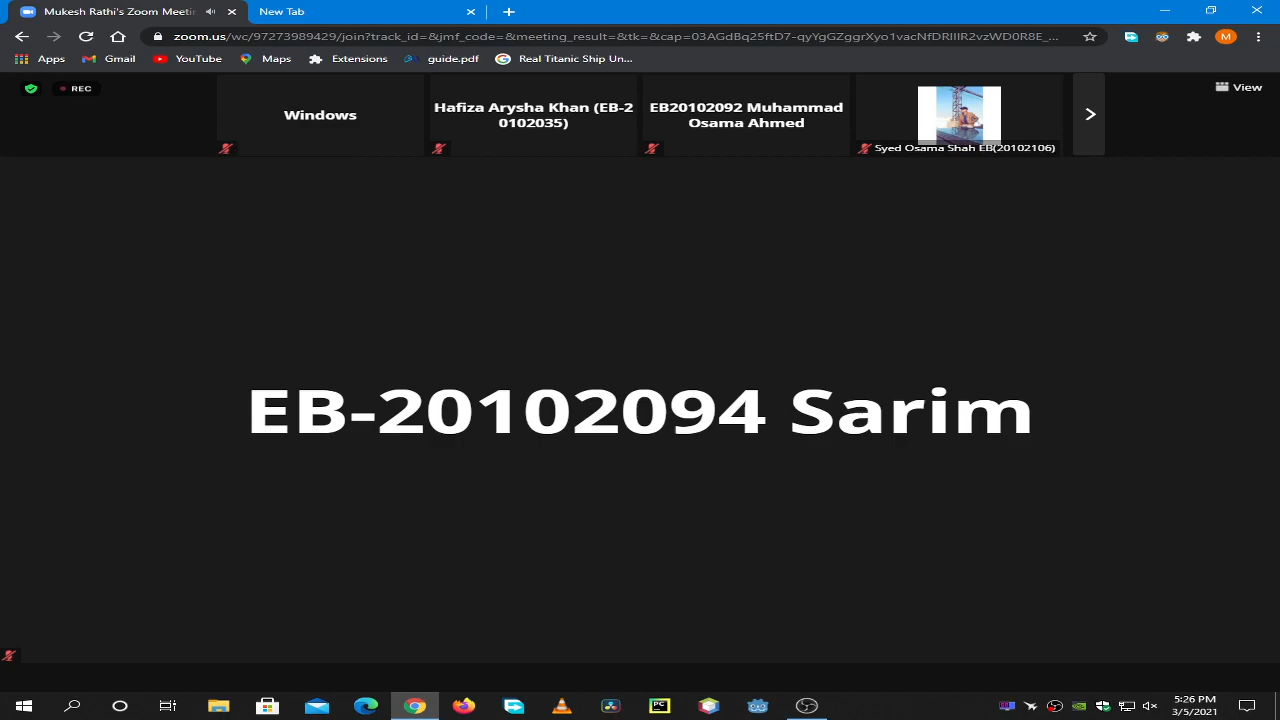 Mukesh Rathi's Zoom Meetin
New Tab
zoom.us/wc/97273989429/join?track_id=&jmf_code=&meeting_result=&tk=&cap=03AGdBq25ftD7-qyYgGZggrXyo1vacNfDRIIIR2vzWD0R8E_...
M
Apps
Gmail
YouTube
Maps
Extensions
guide.pdf
Real Titanic Ship Un...
REC
View
Windows
Hafiza Arysha Khan (EB-2
0102035)
EB20102092 Muhammad
Osama Ahmed
Syed Osama Shah EB(20102106)
EB-20102094 Sarim
PC
5:26 PM
3/5/2021